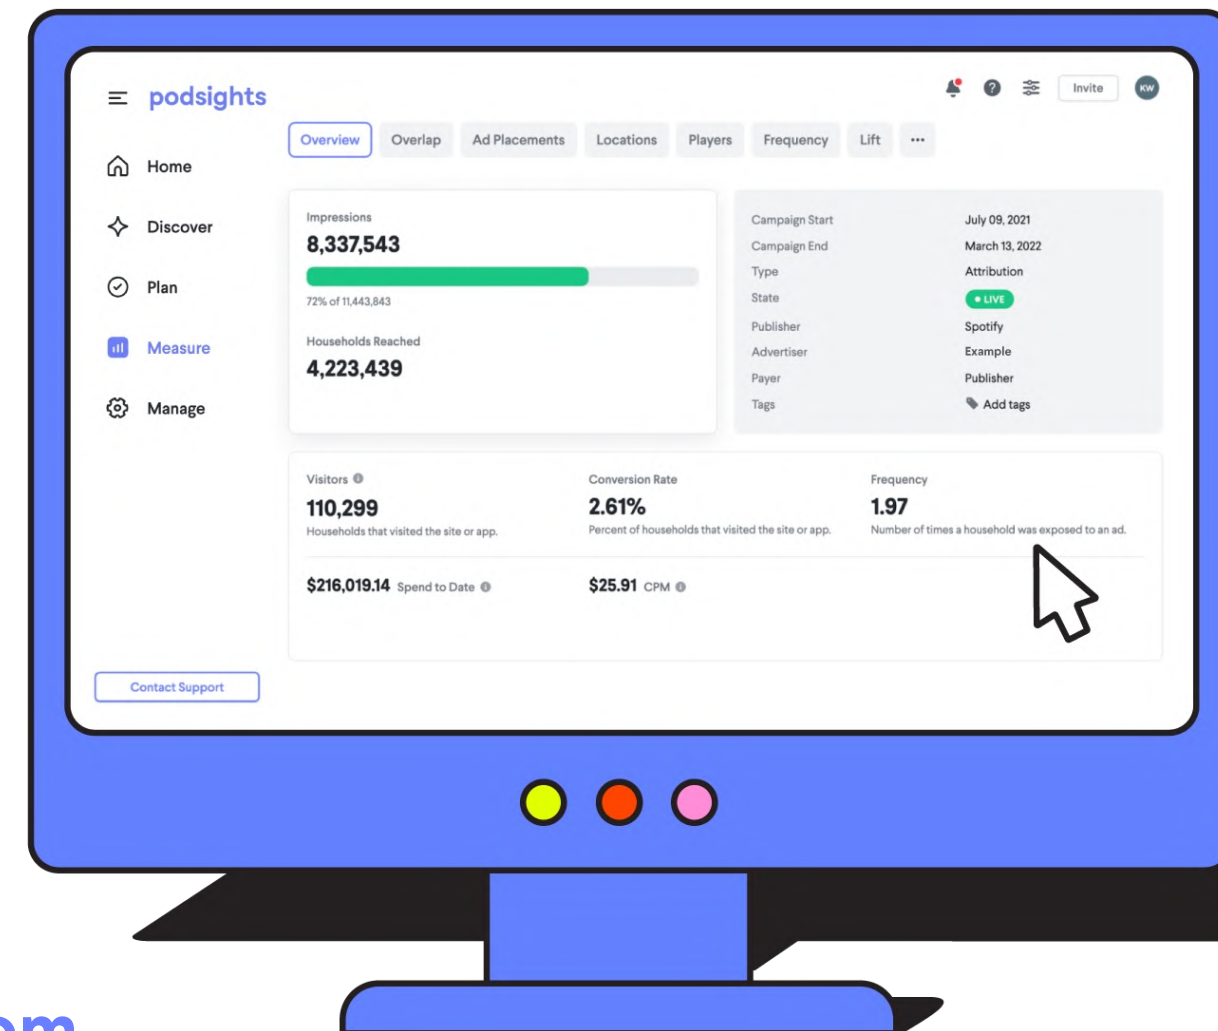 podsights
Invite
KW
Overview Overlap Ad Placements Locations Players Frequency Lift ...
Home
Discover
Plan
Measure
Manage
Impressions
8,337,543
72% of 11,443,843
Households Reached
4,223,439
Campaign Start July 09, 2021
Campaign End March 13, 2022
Type Attribution
State LIVE
Publisher Spotify
Advertiser Example
Payer Publisher
Tags Add tags
Visitors
110,299
Households that visited the site or app.
Conversion Rate
2.61%
Percent of households that visited the site or app.
Frequency
1.97
Number of times a household was exposed to an ad.
$216,019.14 Spend to Date
$25.91 CPM
Contact Support